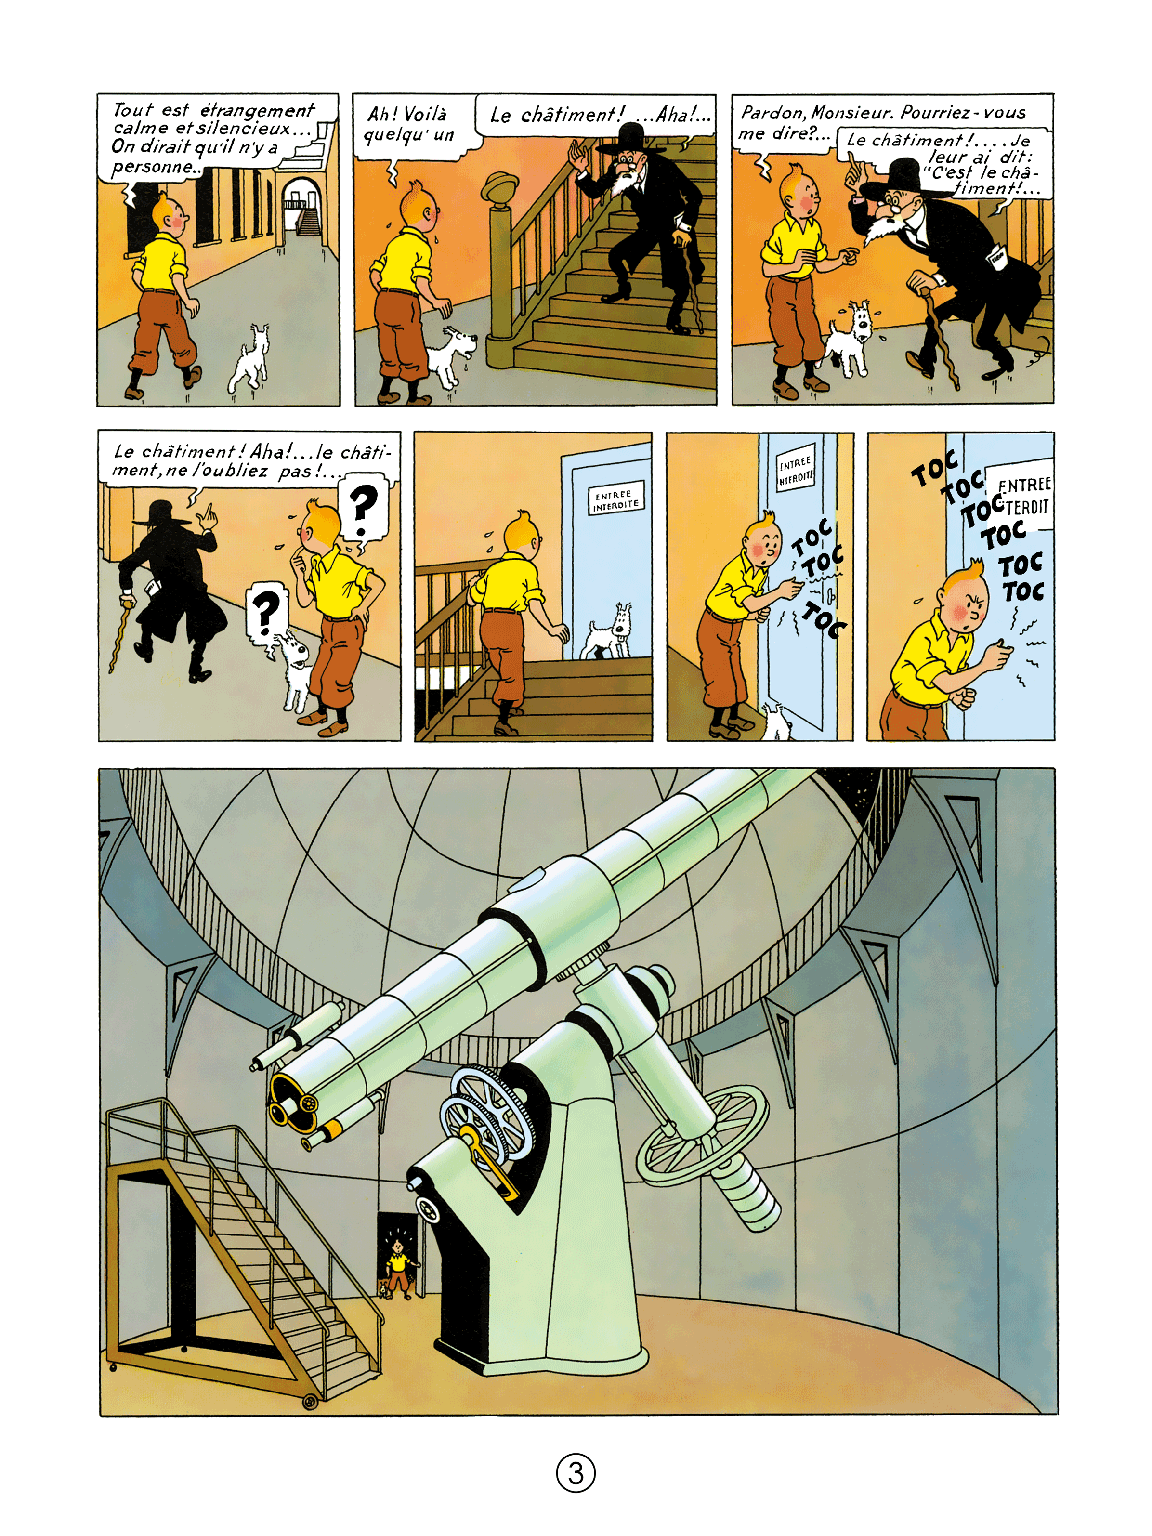 Tout est étrangement
calme et silencieux...
On dirait qu'il n'y a
personne..
Ah! Voilà
quelqu'un
Le châtiment! ...Aha!...
Pardon, Monsieur. Pourriez-vous
me dire?...
Le châtiment!....Je
leur ai dit:
"C'est le châ-
timent!...
Le châtiment! Aha!...le châti-
ment, ne l'oubliez pas!...
?
?
ENTREE
INTERDITE
ENTREE
INTERDIT
TOC
TOC
TOC
TOC
TOC
TOC
TOC
TOC
TOC
ENTREE
TERDIT
3